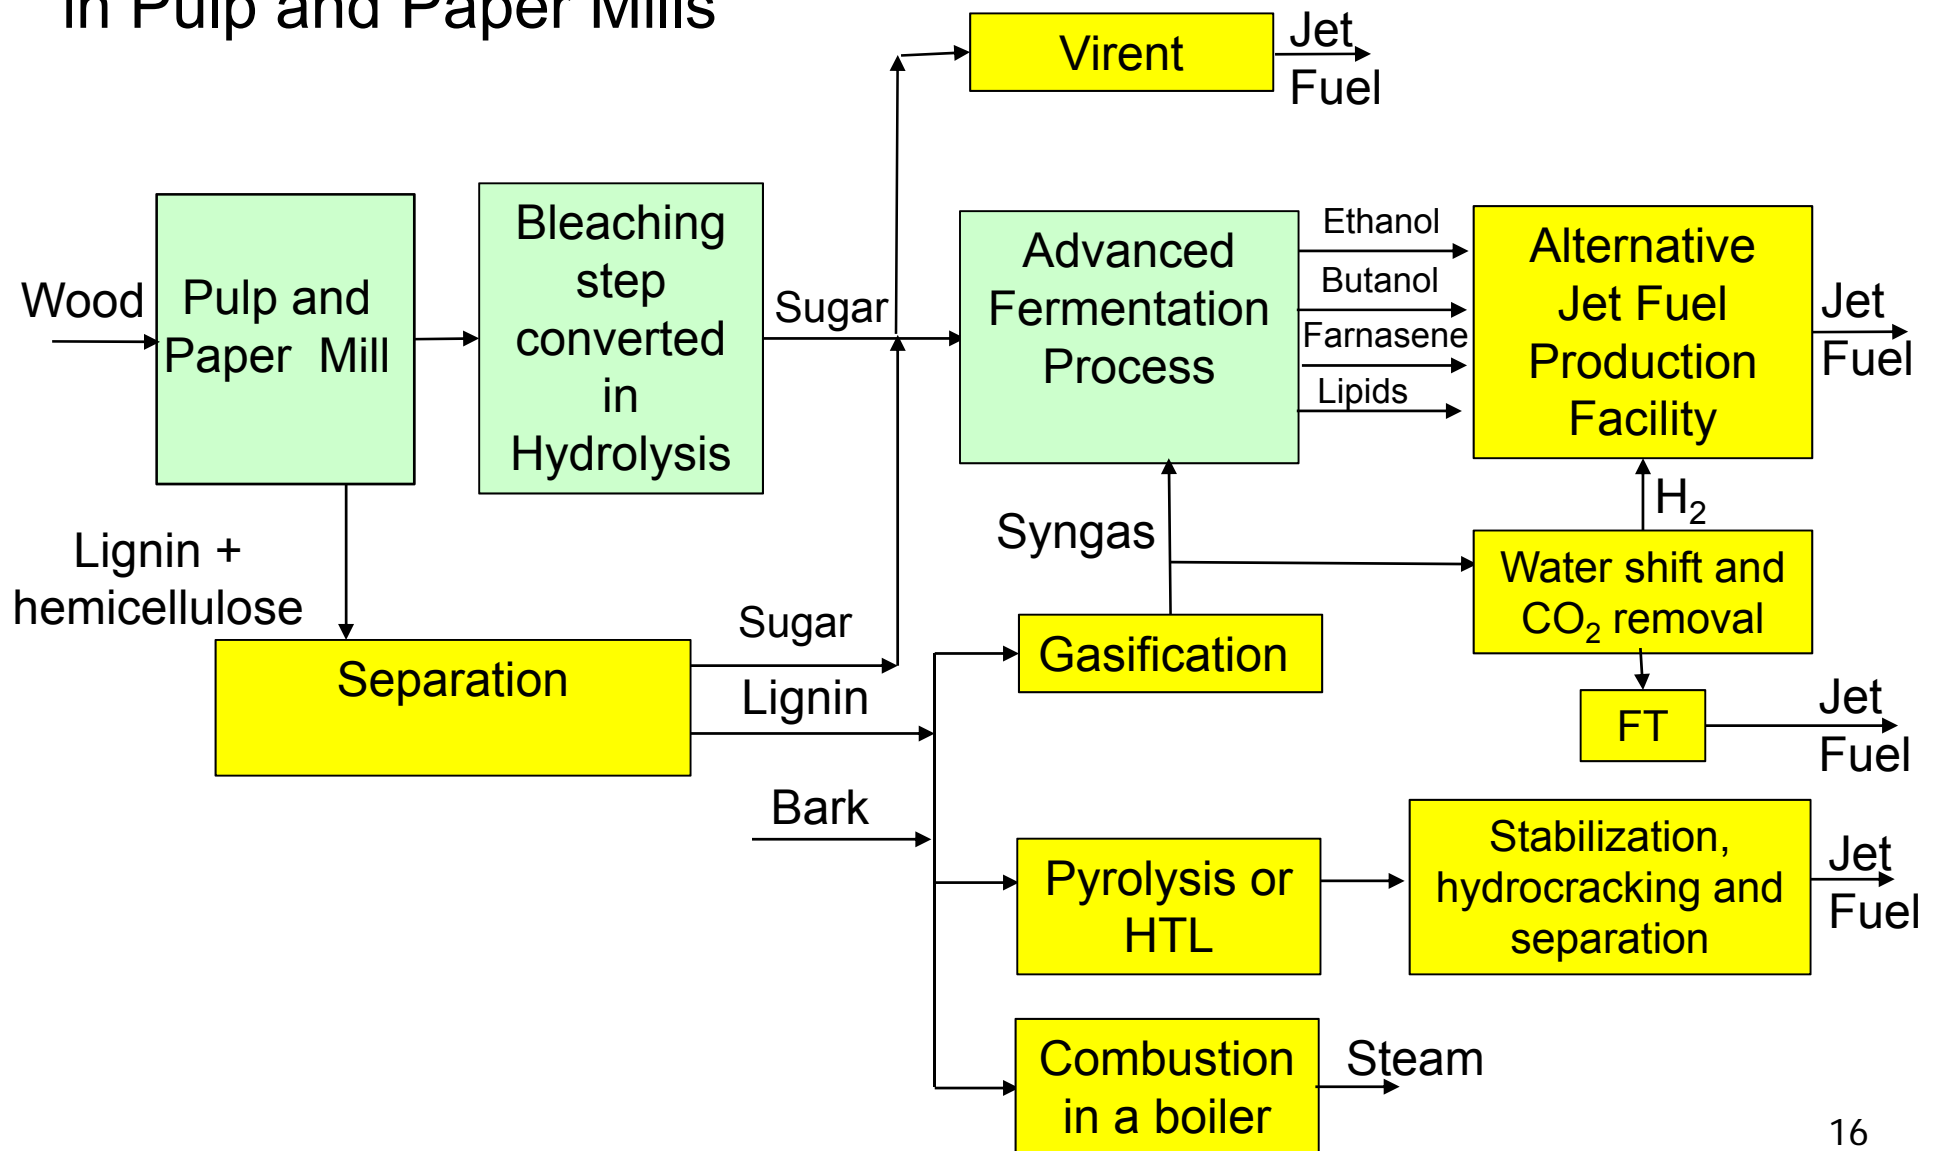 in Pulp and Paper Mills
Virent
Jet
Fuel
Wood
Pulp and
Paper Mill
Bleaching
step
converted
in
Hydrolysis
Sugar
Advanced
Fermentation
Process
Ethanol
Butanol
Farnasene
Lipids
Alternative
Jet Fuel
Production
Facility
Jet
Fuel
Lignin +
hemicellulose
Separation
Sugar
Lignin
Bark
Syngas
Gasification
H₂
Water shift and
CO₂ removal
FT
Jet
Fuel
Pyrolysis or
HTL
Stabilization,
hydrocracking and
separation
Jet
Fuel
Combustion
in a boiler
Steam
16